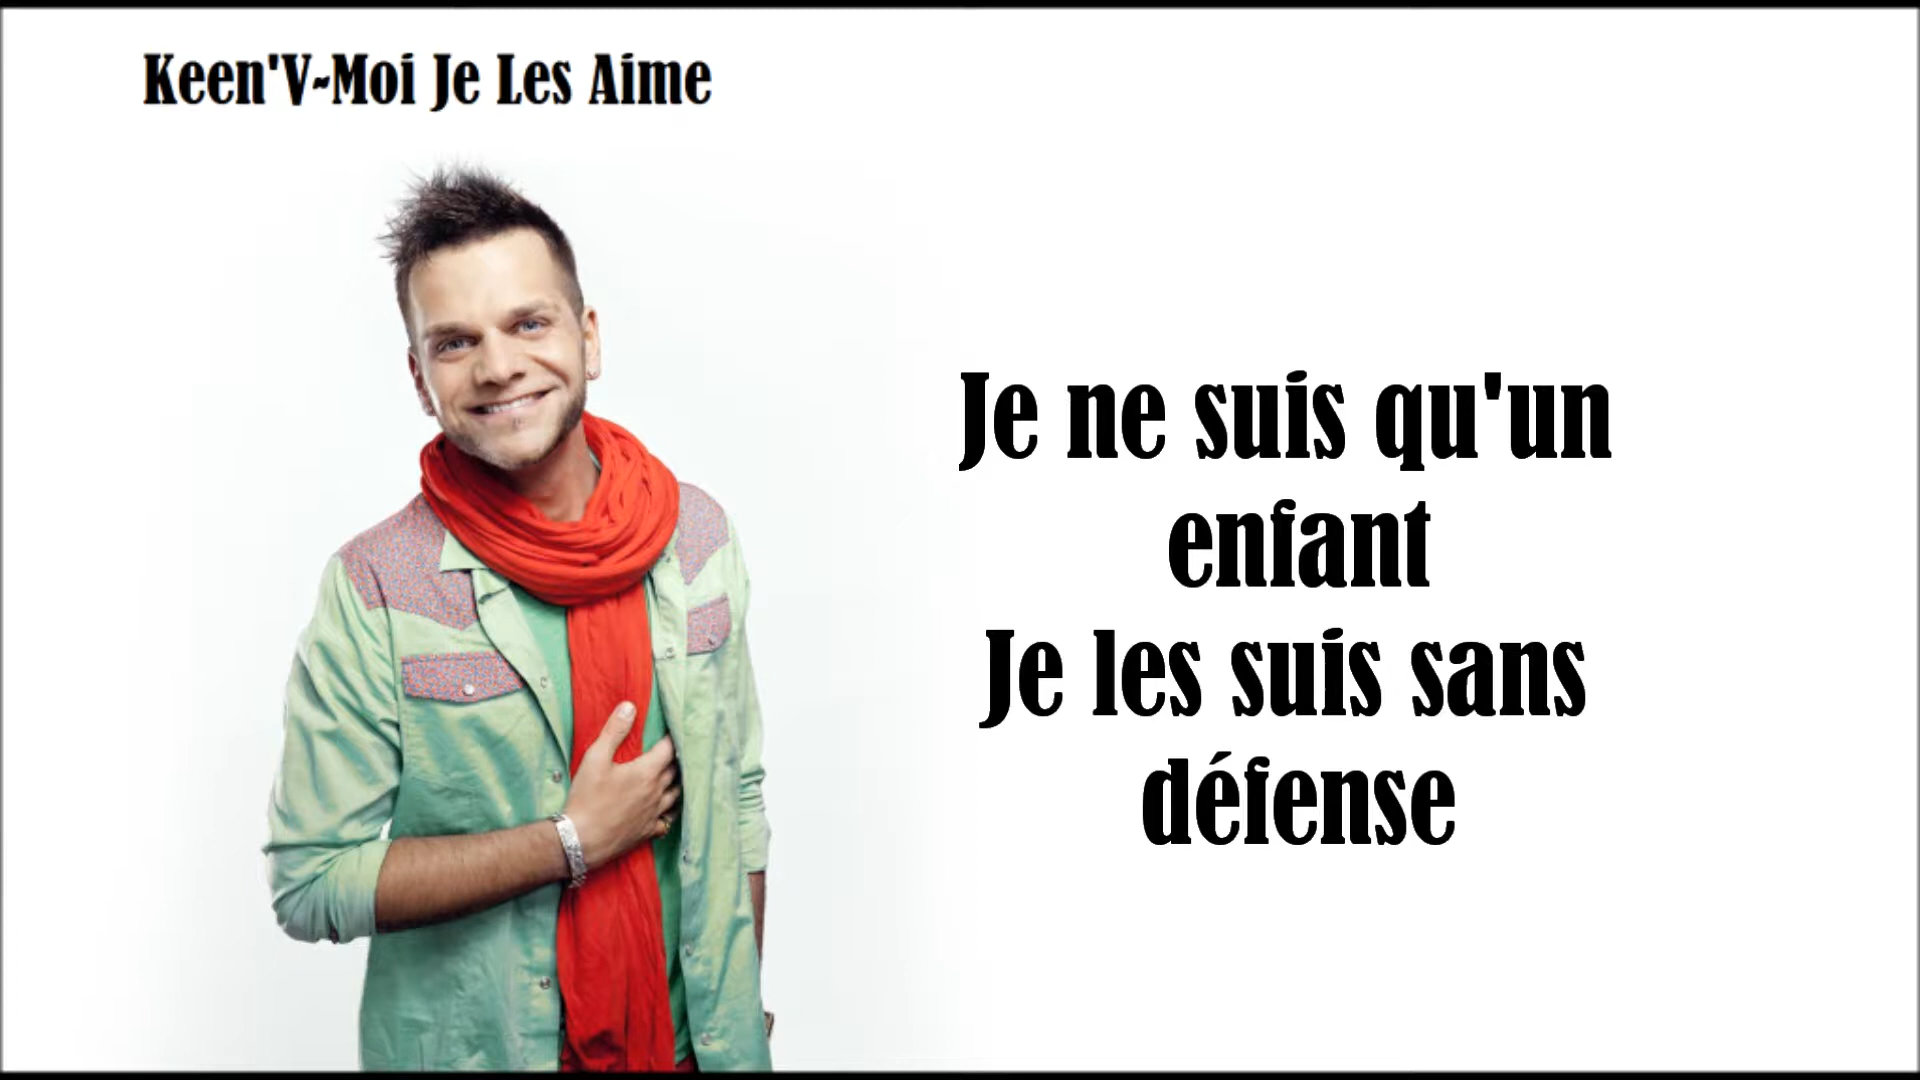 Keen'V~Moi Je Les Aime
Je ne suis qu'un
enfant
Je les suis sans
défense